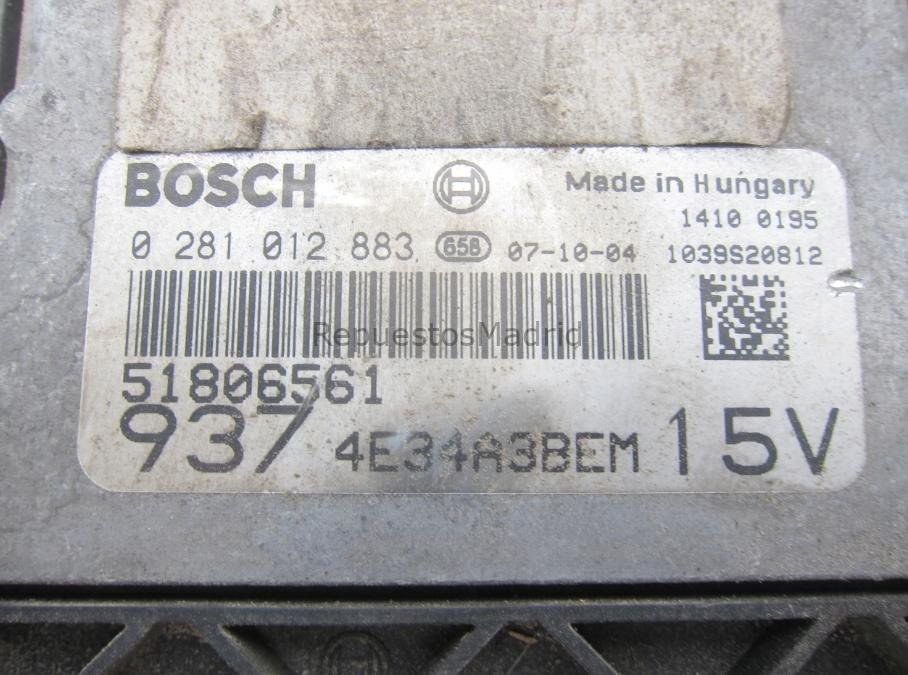 BOSCH Made in Hungary
1410 0195
0 281 012 883 658 07-10-04 1039S20812
RepuestosMadrid
51806561
937 4E34A3BEM 15V